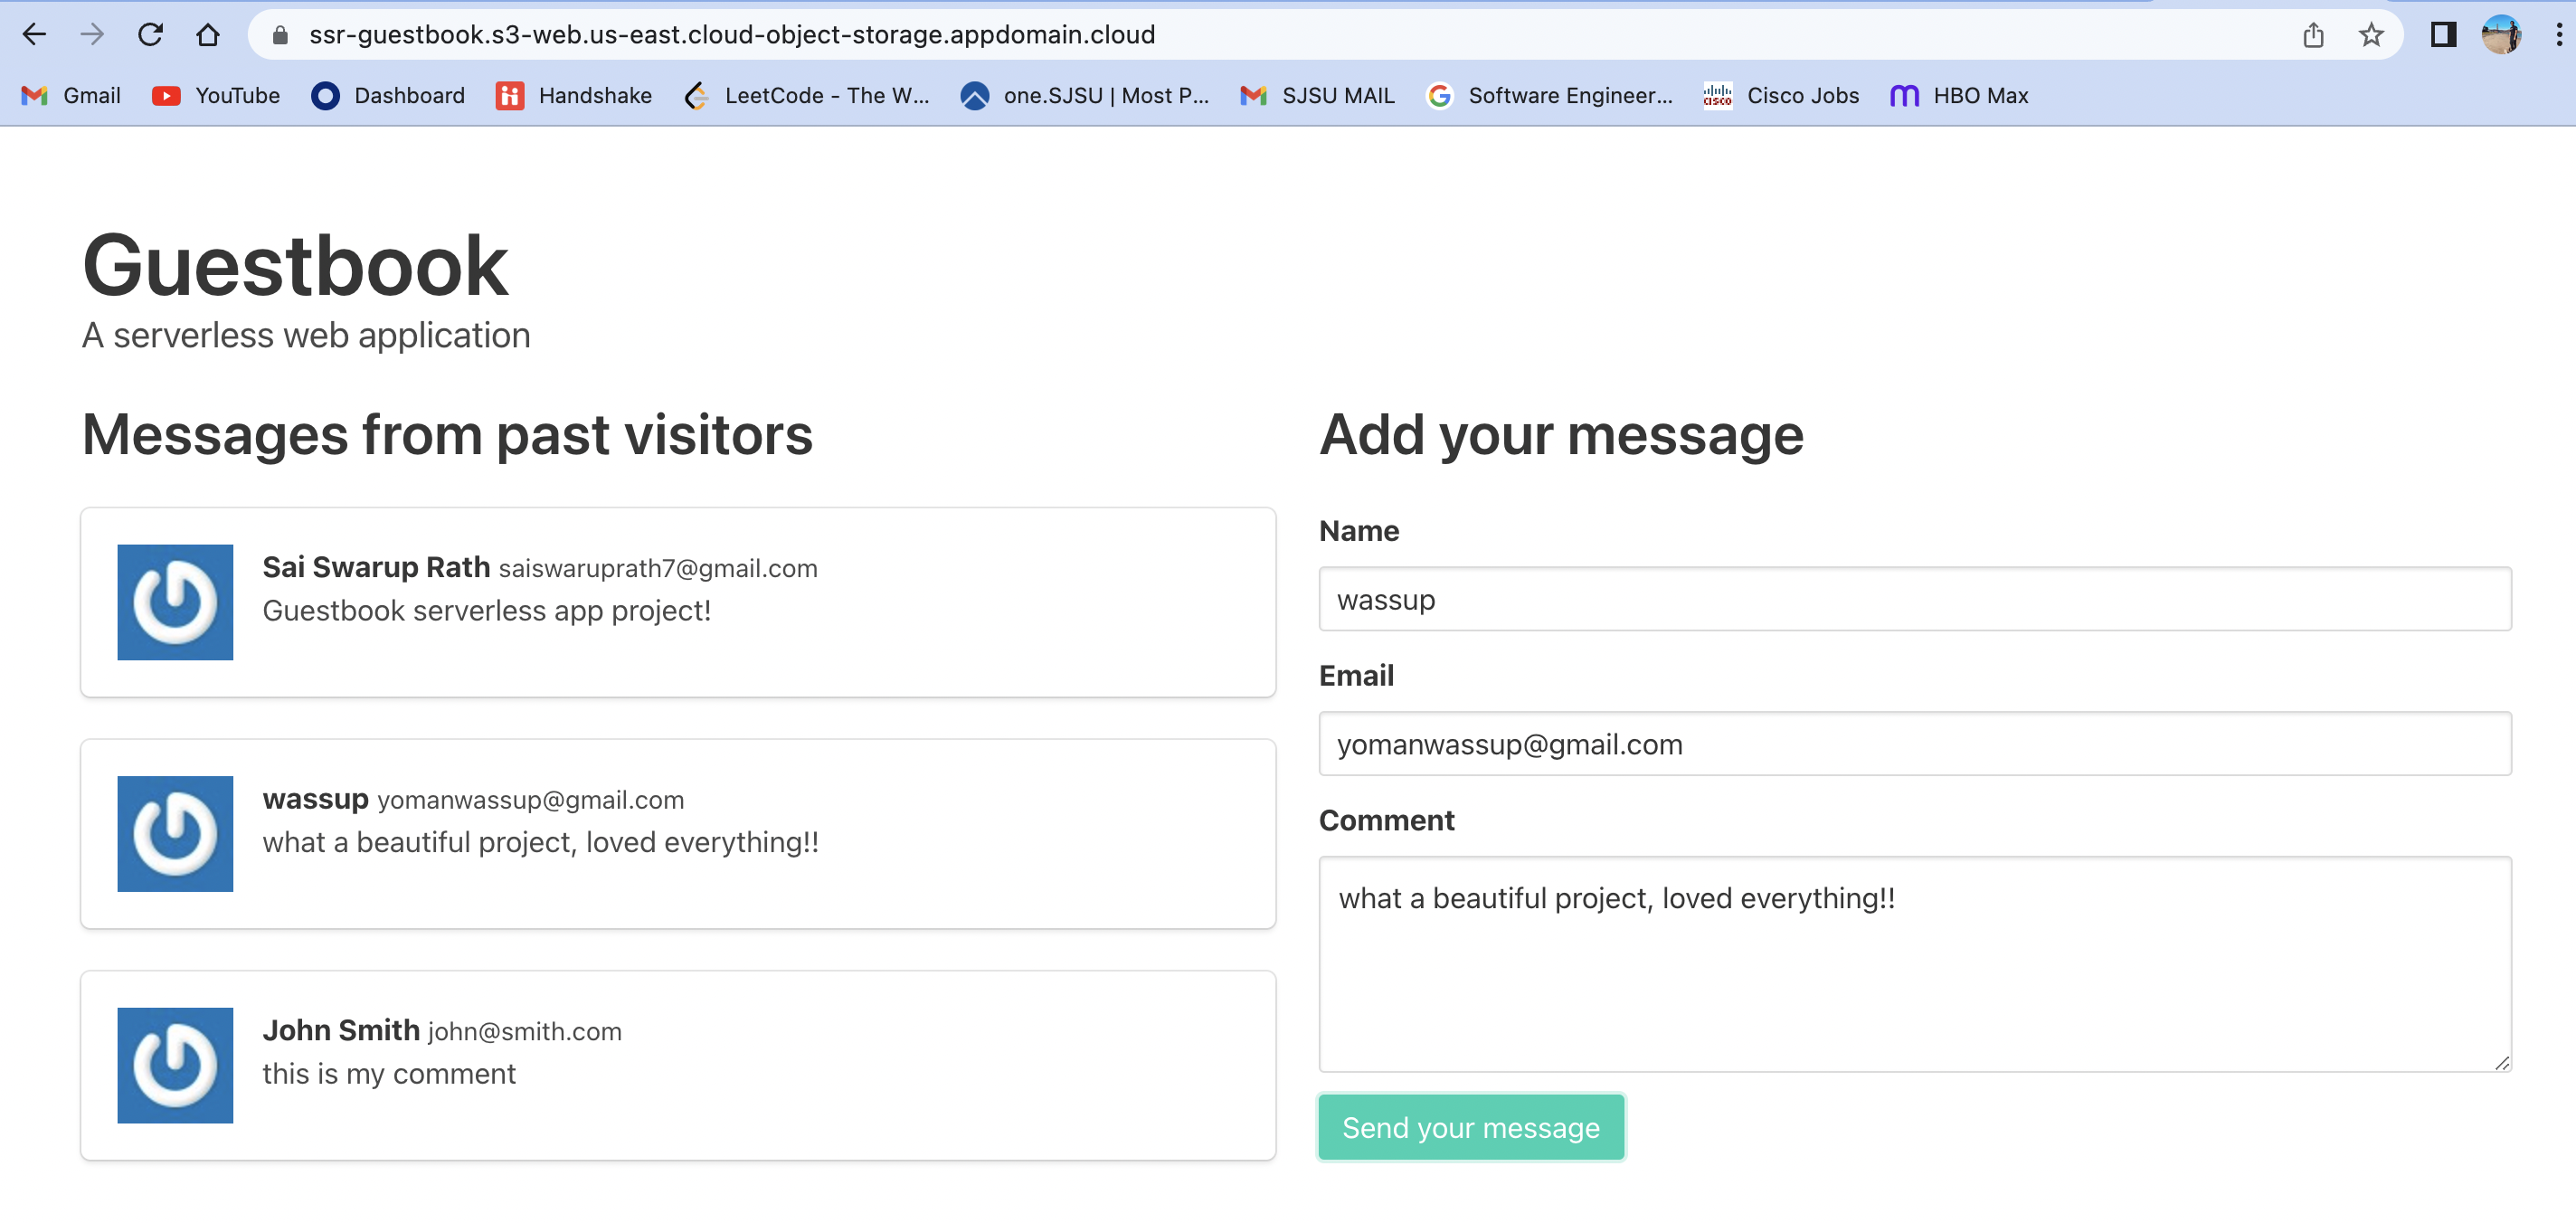 ssr-guestbook.s3-web.us-east.cloud-object-storage.appdomain.cloud
Gmail YouTube Dashboard Handshake LeetCode - The W... one.SJSU | Most P... SJSU MAIL Software Engineer... Cisco Jobs HBO Max
Guestbook
A serverless web application
Messages from past visitors
Sai Swarup Rath saiswaruprath7@gmail.com
Guestbook serverless app project!
wassup yomanwassup@gmail.com
what a beautiful project, loved everything!!
John Smith john@smith.com
this is my comment
Add your message
Name
wassup
Email
yomanwassup@gmail.com
Comment
what a beautiful project, loved everything!!
Send your message